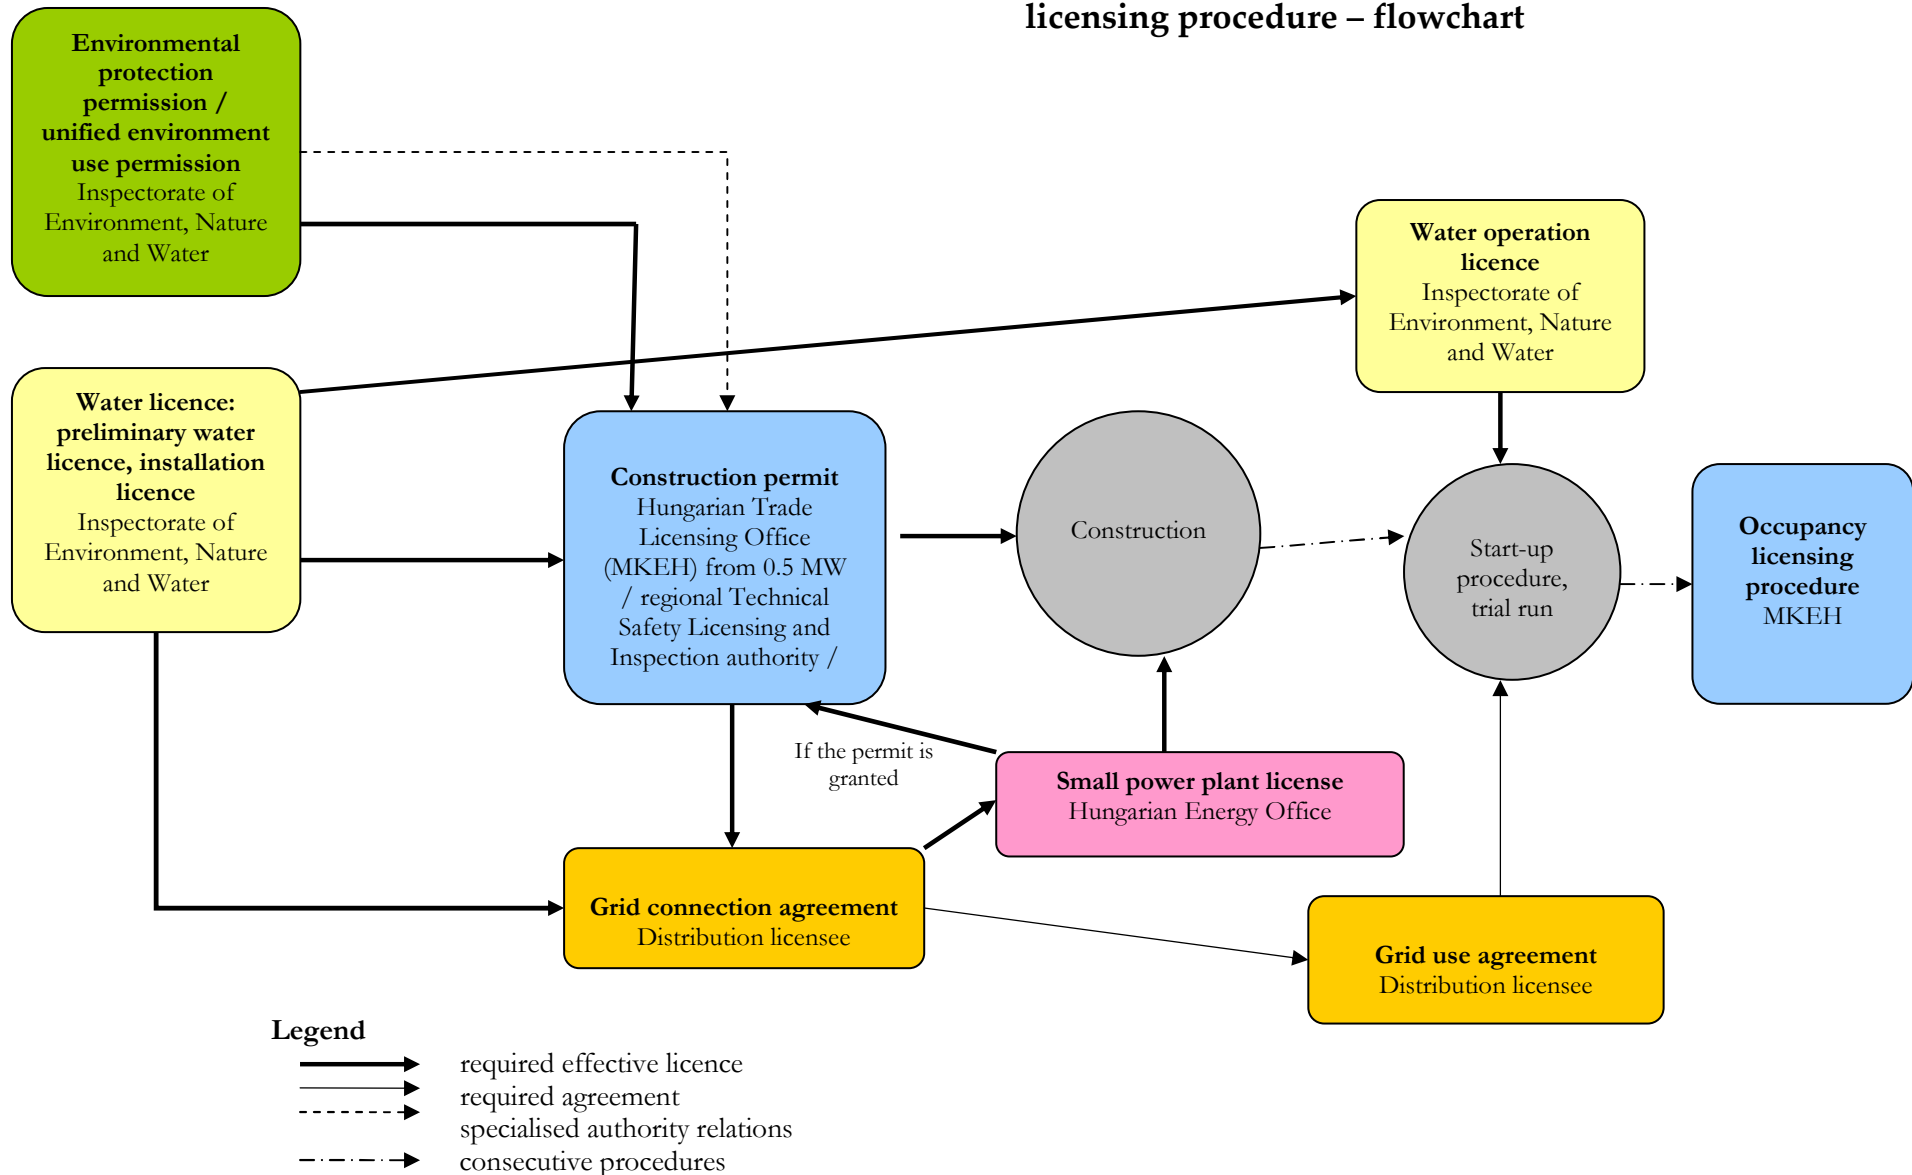 licensing procedure – flowchart
Environmental
protection
permission /
unified environment
use permission
Inspectorate of
Environment, Nature
and Water
Water operation
licence
Inspectorate of
Environment, Nature
and Water
Water licence:
preliminary water
licence, installation
licence
Inspectorate of
Environment, Nature
and Water
Construction permit
Hungarian Trade
Licensing Office
(MKEH) from 0.5 MW
/ regional Technical
Safety Licensing and
Inspection authority /
Construction
Start-up
procedure,
trial run
Occupancy
licensing
procedure
MKEH
If the permit is
granted
Small power plant license
Hungarian Energy Office
Grid connection agreement
Distribution licensee
Grid use agreement
Distribution licensee
Legend
required effective licence
required agreement
specialised authority relations
consecutive procedures